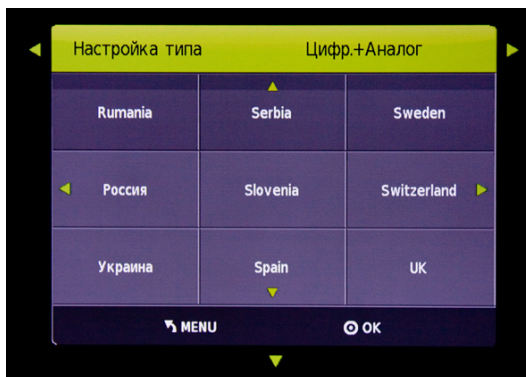 Настройка типа Цифр.+Аналог
Rumania Serbia Sweden
Россия Slovenia Switzerland
Украина Spain UK
MENU OK